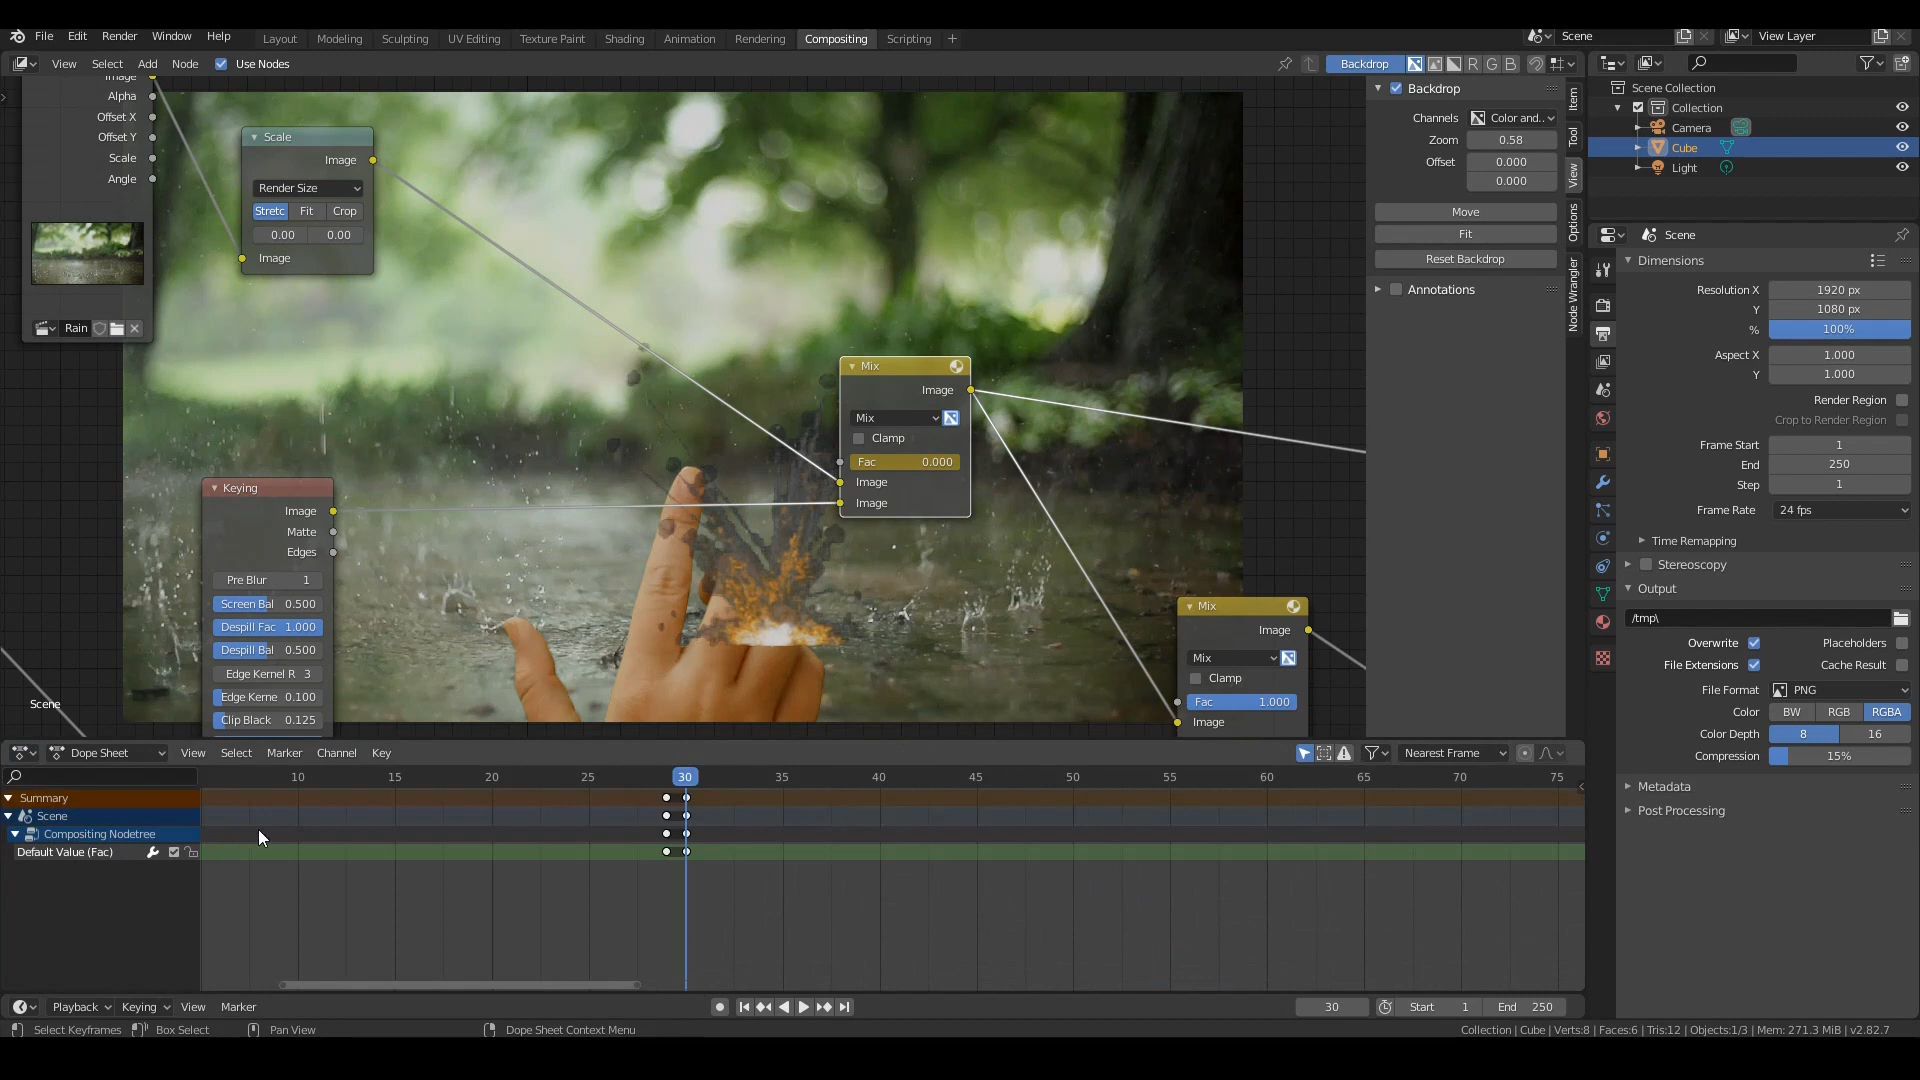 File Edit Render Window Help
Layout Modeling Sculpting UV Editing Texture Paint Shading Animation Rendering Compositing Scripting +
Scene
View Layer
View Select Add Node Use Nodes
Backdrop
R G B
Image
Alpha
Offset X
Offset Y
Scale
Angle
Rain
Scale
Image
Render Size
Stretc Fit Crop
0.00 0.00
Image
Keying
Image
Matte
Edges
Pre Blur 1
Screen Bal 0.500
Despill Fac 1.000
Despill Bal 0.500
Edge Kernel R 3
Edge Kerne 0.100
Clip Black 0.125
Scene
Mix
Image
Mix
Clamp
Fac 0.000
Image
Image
Mix
Image
Mix
Clamp
Fac 1.000
Image
Backdrop
Channels Color and..
Zoom 0.58
Offset 0.000
0.000
Move
Fit
Reset Backdrop
Annotations
Item
Tool
View
Options
Node Wrangler
Scene Collection
Collection
Camera
Cube
Light
Scene
Dimensions
Resolution X 1920 px
Y 1080 px
% 100%
Aspect X 1.000
Y 1.000
Render Region
Crop to Render Region
Frame Start 1
End 250
Step 1
Frame Rate 24 fps
Time Remapping
Stereoscopy
Output
/tmp\
Overwrite Placeholders
File Extensions Cache Result
File Format PNG
Color BW RGB RGBA
Color Depth 8 16
Compression 15%
Metadata
Post Processing
Dope Sheet View Select Marker Channel Key
Nearest Frame
10 15 20 25 30 35 40 45 50 55 60 65 70 75
Summary
Scene
Compositing Nodetree
Default Value (Fac)
Playback Keying View Marker
30 Start 1 End 250
Select Keyframes Box Select Pan View Dope Sheet Context Menu
Collection | Cube | Verts:8 | Faces:6 | Tris:12 | Objects:1/3 | Mem: 271.3 MiB | v2.82.7